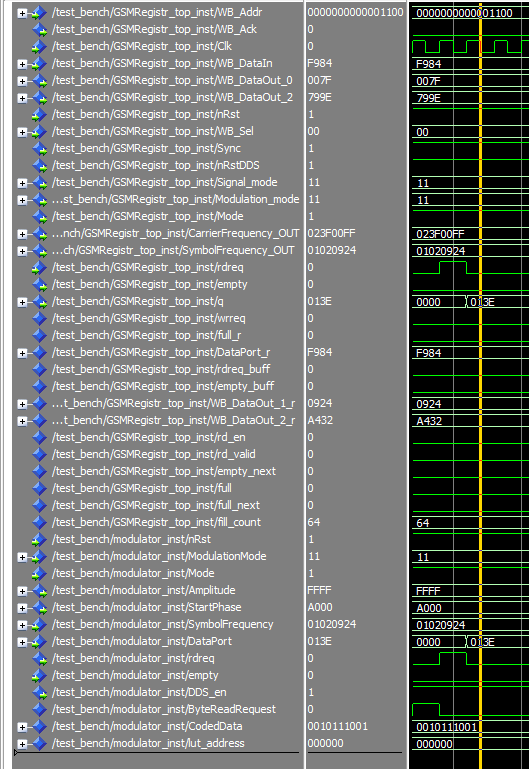 /test_bench/GSMRegistr_top_inst/WB_Addr 0000000000001100 0000000000001100
/test_bench/GSMRegistr_top_inst/WB_Ack 0
/test_bench/GSMRegistr_top_inst/Clk 0
/test_bench/GSMRegistr_top_inst/WB_DataIn F984 F984
/test_bench/GSMRegistr_top_inst/WB_DataOut_0 007F 007F
/test_bench/GSMRegistr_top_inst/WB_DataOut_2 799E 799E
/test_bench/GSMRegistr_top_inst/nRst 1
/test_bench/GSMRegistr_top_inst/WB_Sel 00 00
/test_bench/GSMRegistr_top_inst/Sync 1
/test_bench/GSMRegistr_top_inst/nRstDDS 1
/test_bench/GSMRegistr_top_inst/Signal_mode 11 11
...st_bench/GSMRegistr_top_inst/Modulation_mode 11 11
/test_bench/GSMRegistr_top_inst/Mode 1
...nch/GSMRegistr_top_inst/CarrierFrequency_OUT 023F00FF 023F00FF
...ch/GSMRegistr_top_inst/SymbolFrequency_OUT 01020924 01020924
/test_bench/GSMRegistr_top_inst/rdreq 0
/test_bench/GSMRegistr_top_inst/empty 0
/test_bench/GSMRegistr_top_inst/q 013E 0000 013E
/test_bench/GSMRegistr_top_inst/wrreq 0
/test_bench/GSMRegistr_top_inst/full_r 0
/test_bench/GSMRegistr_top_inst/DataPort_r F984 F984
/test_bench/GSMRegistr_top_inst/rdreq_buff 0
/test_bench/GSMRegistr_top_inst/empty_buff 0
...t_bench/GSMRegistr_top_inst/WB_DataOut_1_r 0924 0924
...t_bench/GSMRegistr_top_inst/WB_DataOut_2_r A432 A432
/test_bench/GSMRegistr_top_inst/rd_en 0
/test_bench/GSMRegistr_top_inst/rd_valid 0
/test_bench/GSMRegistr_top_inst/empty_next 0
/test_bench/GSMRegistr_top_inst/full 0
/test_bench/GSMRegistr_top_inst/full_next 0
/test_bench/GSMRegistr_top_inst/fill_count 64 64
/test_bench/modulator_inst/nRst 1
/test_bench/modulator_inst/ModulationMode 11 11
/test_bench/modulator_inst/Mode 1
/test_bench/modulator_inst/Amplitude FFFF FFFF
/test_bench/modulator_inst/StartPhase A000 A000
/test_bench/modulator_inst/SymbolFrequency 01020924 01020924
/test_bench/modulator_inst/DataPort 013E 0000 013E
/test_bench/modulator_inst/rdreq 0
/test_bench/modulator_inst/empty 0
/test_bench/modulator_inst/DDS_en 1
/test_bench/modulator_inst/ByteReadRequest 0
/test_bench/modulator_inst/CodedData 0010111001 0010111001
/test_bench/modulator_inst/lut_address 000000 000000